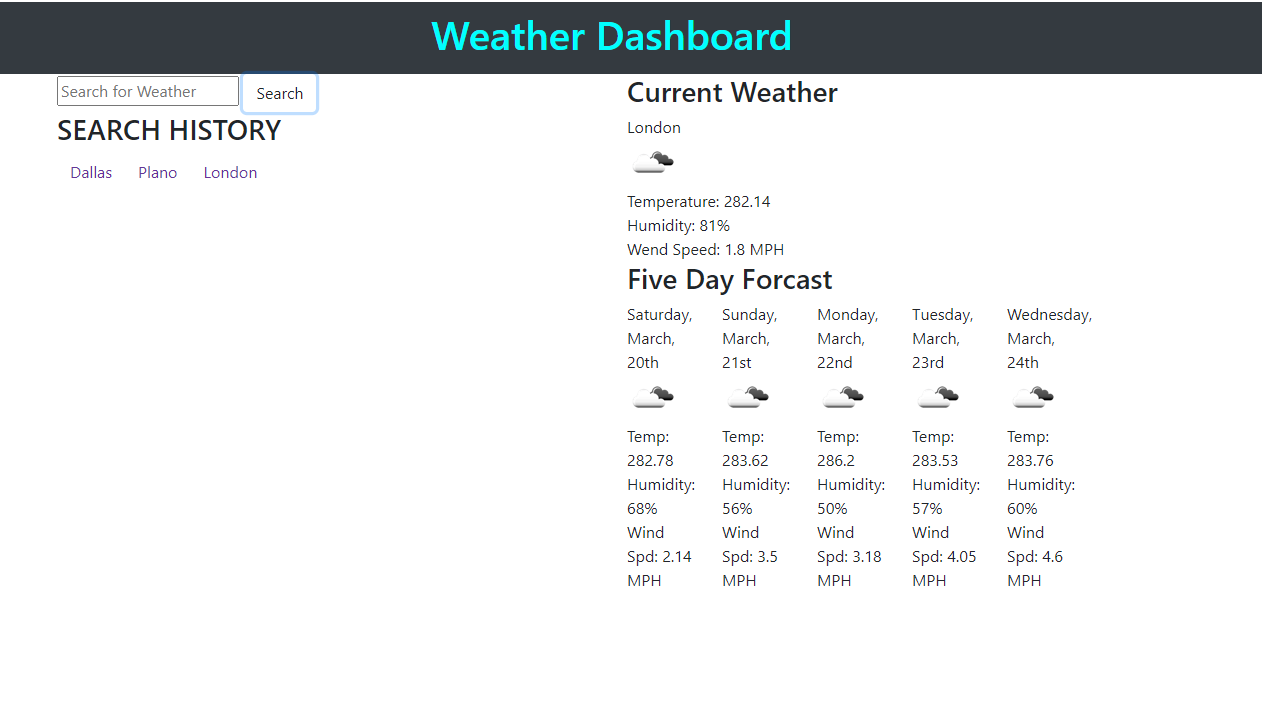 Weather Dashboard
Search for Weather
Search
SEARCH HISTORY
Dallas Plano London
Current Weather
London
Temperature: 282.14
Humidity: 81%
Wend Speed: 1.8 MPH
Five Day Forcast
Saturday,
March,
20th
Temp:
282.78
Humidity:
68%
Wind
Spd: 2.14
MPH
Sunday,
March,
21st
Temp:
283.62
Humidity:
56%
Wind
Spd: 3.5
MPH
Monday,
March,
22nd
Temp:
286.2
Humidity:
50%
Wind
Spd: 3.18
MPH
Tuesday,
March,
23rd
Temp:
283.53
Humidity:
57%
Wind
Spd: 4.05
MPH
Wednesday,
March,
24th
Temp:
283.76
Humidity:
60%
Wind
Spd: 4.6
MPH